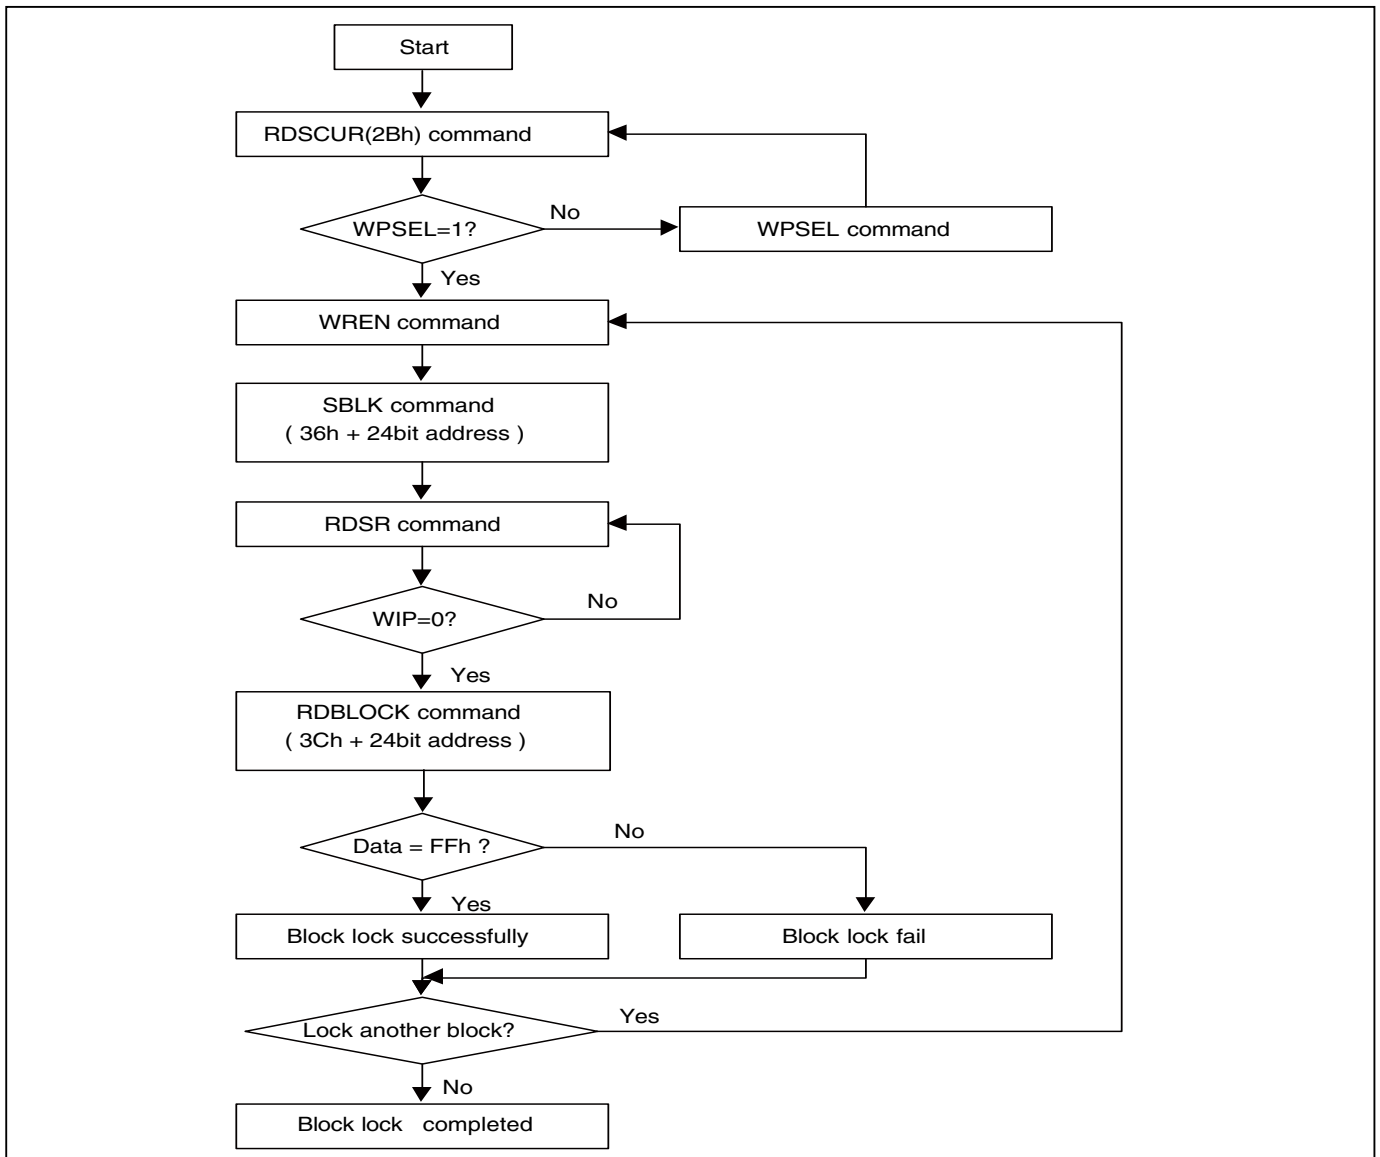 Start
RDSCUR(2Bh) command
WPSEL=1?
No
WPSEL command
Yes
WREN command
SBLK command
( 36h + 24bit address )
RDSR command
WIP=0?
No
Yes
RDBLOCK command
( 3Ch + 24bit address )
Data = FFh ?
No
Yes
Block lock successfully
Block lock fail
Lock another block?
Yes
No
Block lock completed